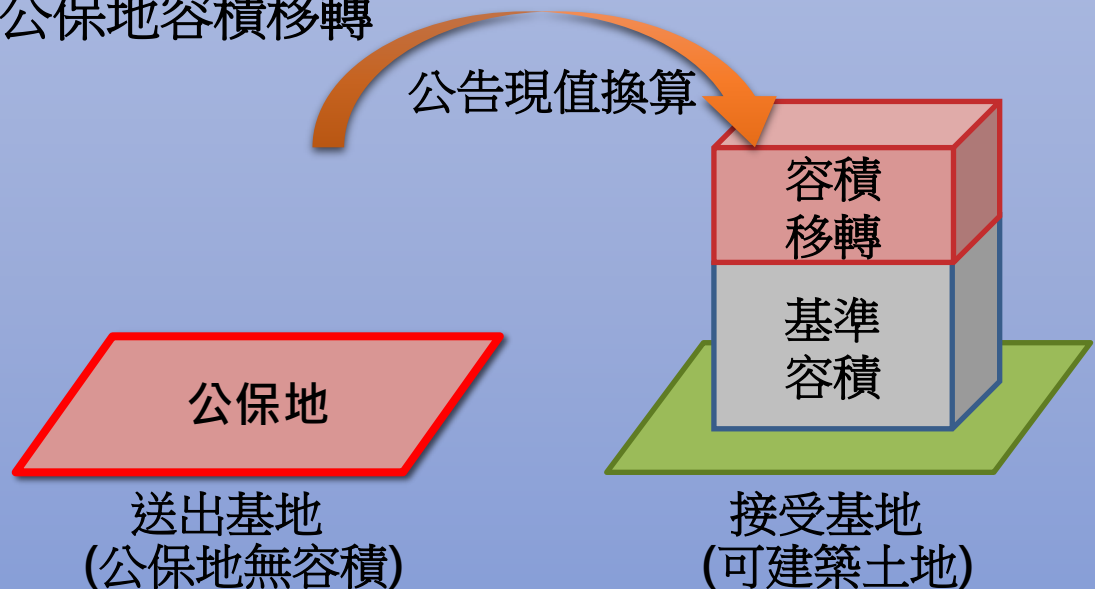 公保地容積移轉
公告現值換算
容積
移轉
基準
容積
公保地
送出基地
(公保地無容積)
接受基地
(可建築土地)